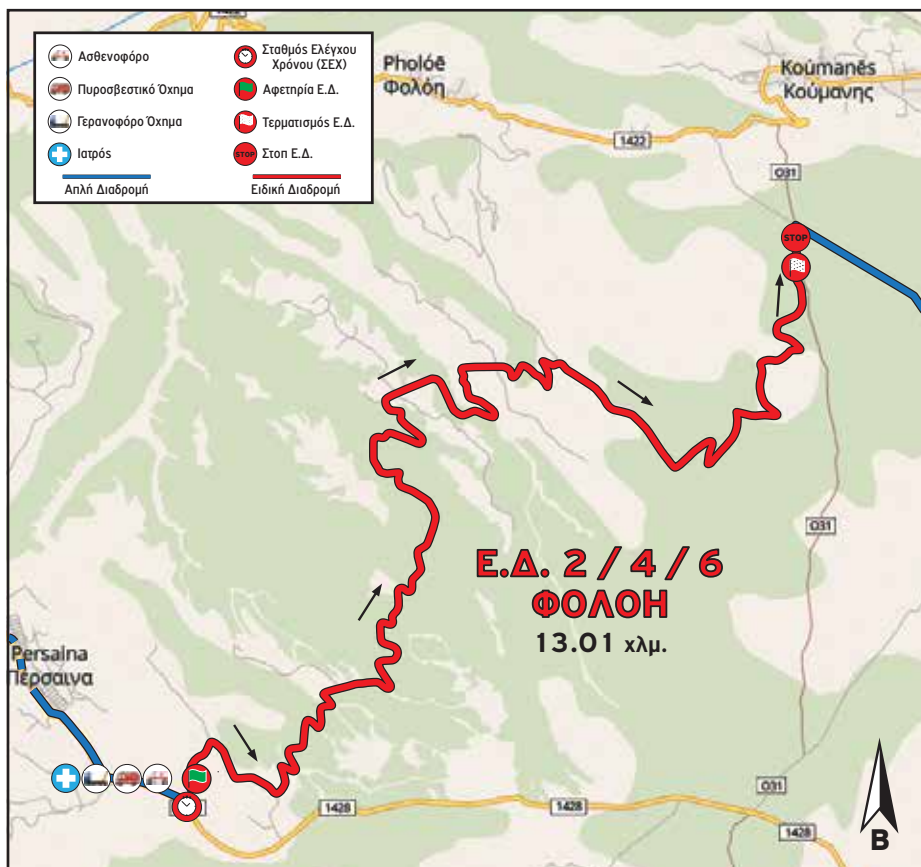 Ασθενοφόρο
Πυροσβεστικό Όχημα
Γερανοφόρο Όχημα
Ιατρός
Απλή Διαδρομή
Σταθμός Ελέγχου
Χρόνου (ΣΕΧ)
Αφετηρία Ε.Δ.
Τερματισμός Ε.Δ.
STOP
Στοπ Ε.Δ.
Ειδική Διαδρομή
Pholóē
Φολόη
Koúmanēs
Κούμανης
1422
O31
STOP
O31
Ε.Δ. 2 / 4 / 6
ΦΟΛΟΗ
13.01 χλμ.
Persaina
Πέρσαινα
O31
1428
1428
1428
Β